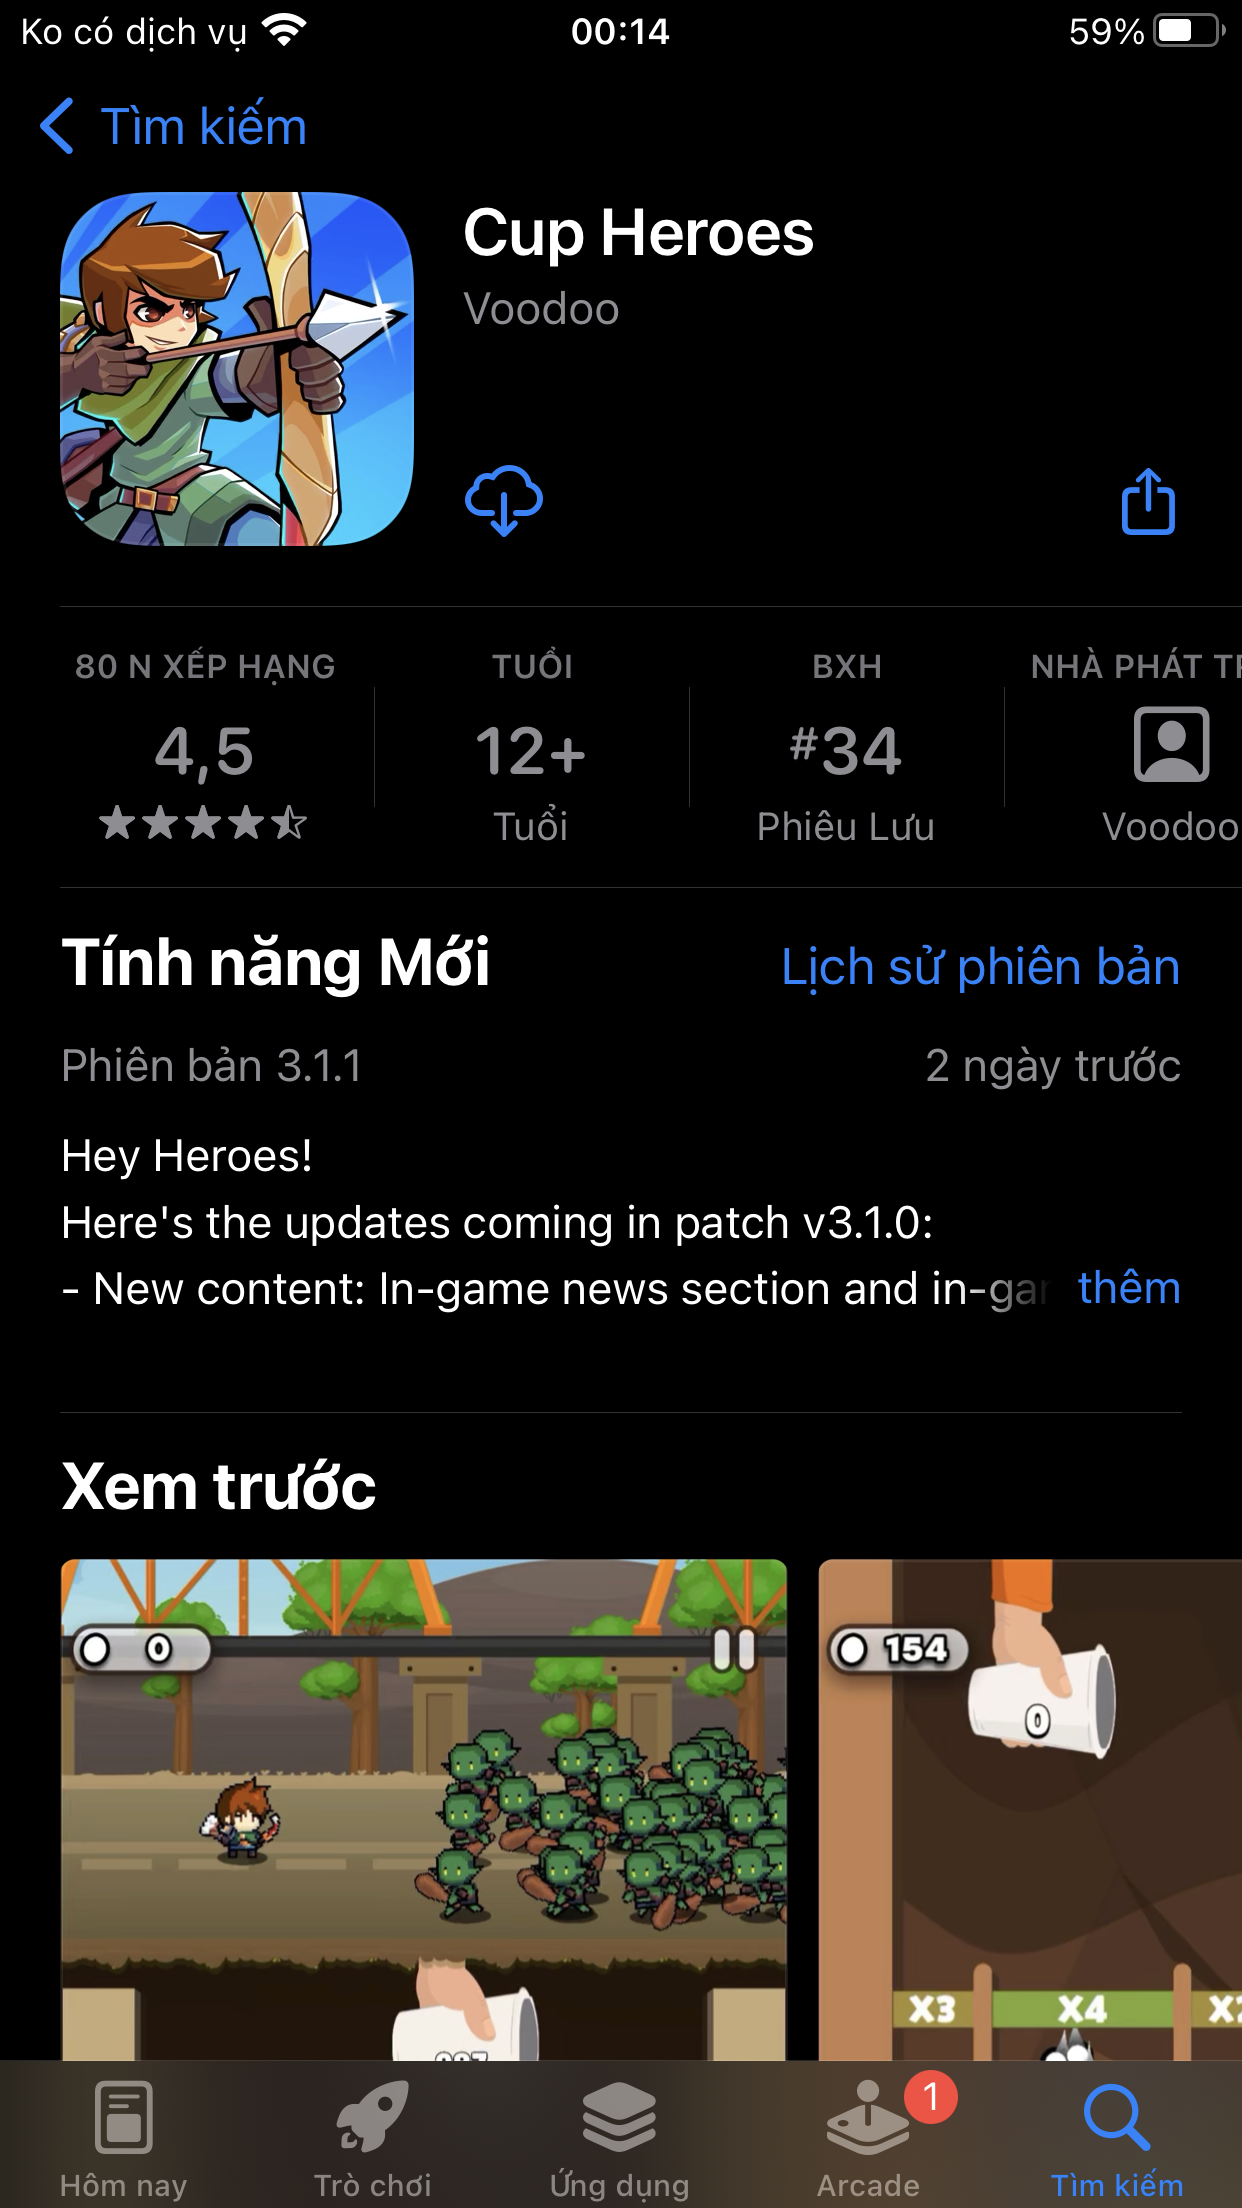 Ko có dịch vụ 00:14 59%
Tìm kiếm
Cup Heroes
Voodoo
80 N XẾP HẠNG TUỔI BXH NHÀ PHÁT
4,5 12+ #34
Tuổi Phiêu Lưu Voodoo
Tính năng Mới Lịch sử phiên bản
Phiên bản 3.1.1 2 ngày trước
Hey Heroes!
Here's the updates coming in patch v3.1.0:
- New content: In-game news section and in-gar thêm
Xem trước
0 154
0
X3 X4
1
Hôm nay Trò chơi Ứng dụng Arcade Tìm kiếm